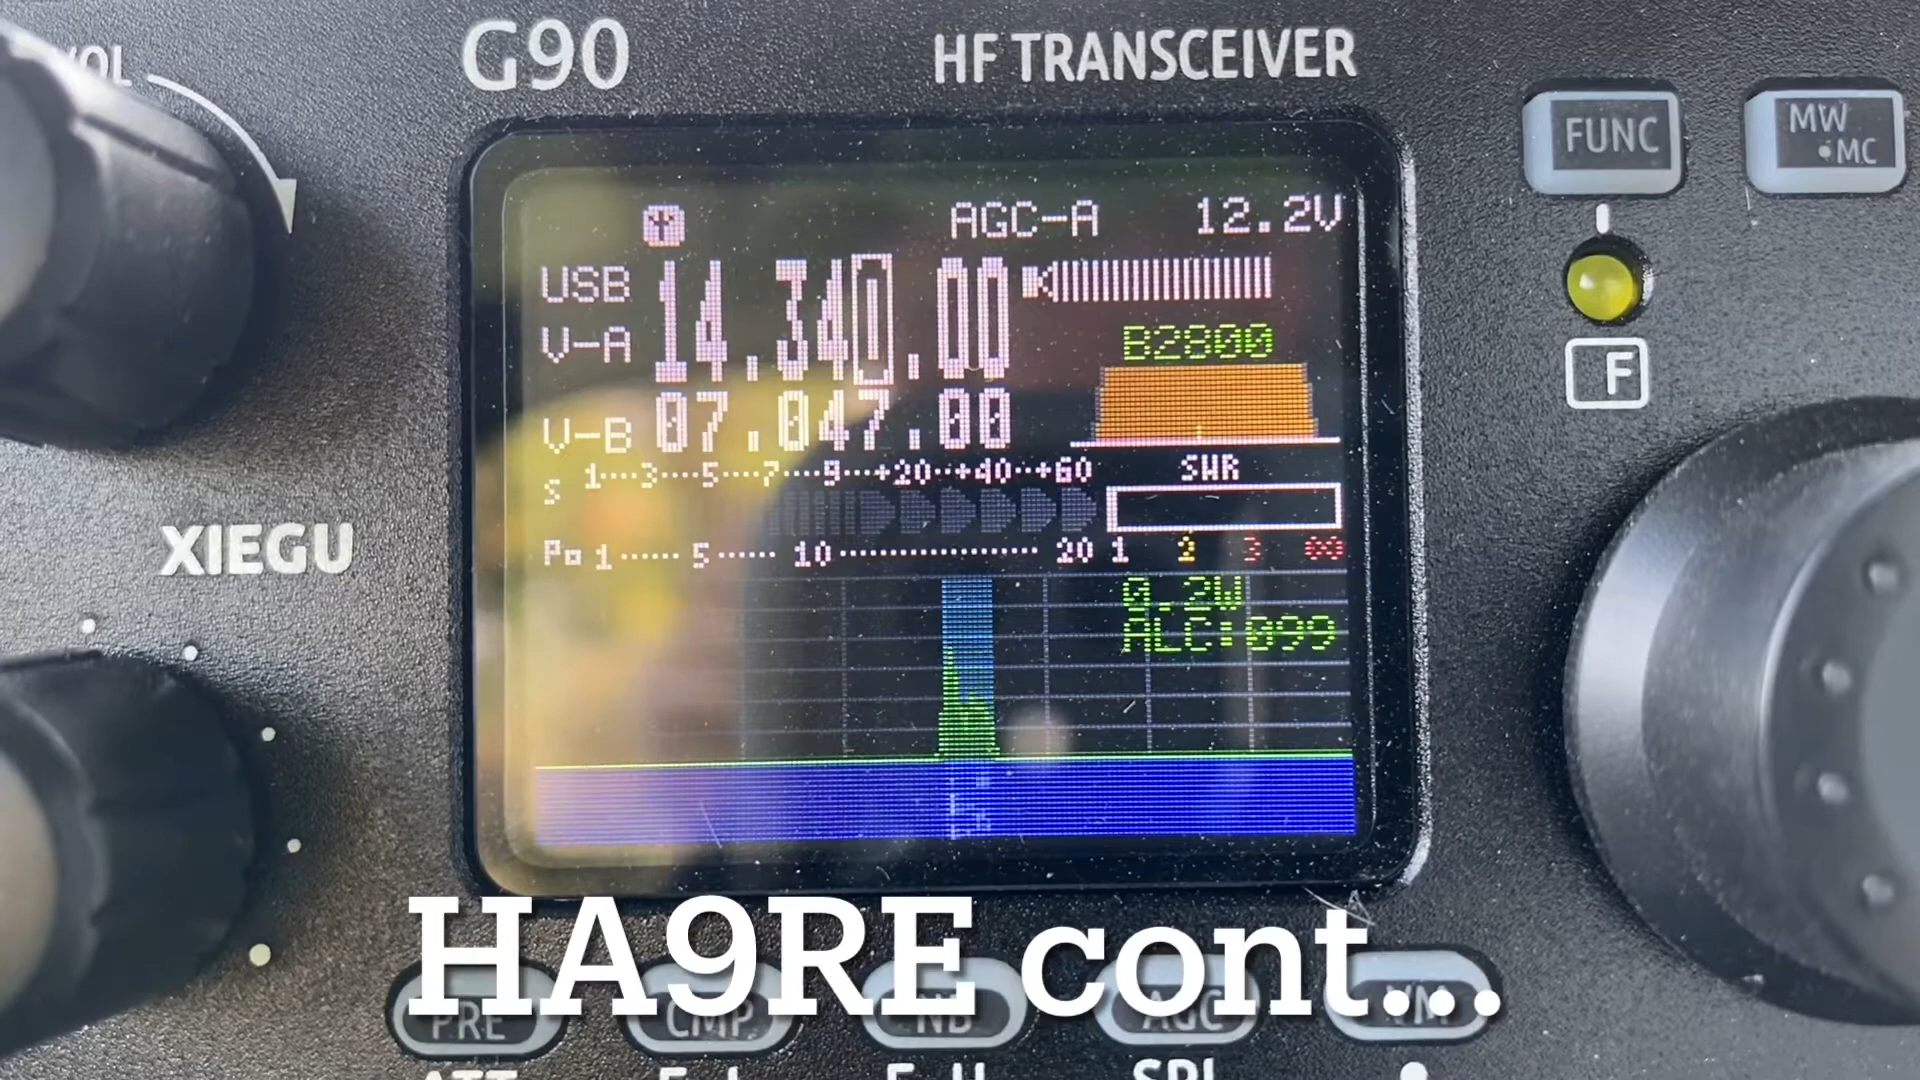 VOL
G90
HF TRANSCEIVER
FUNC
MW
•MC
AGC-A 12.2V
USB 14.340.00
V-A
B2800
V-B 07.047.00
S 1···3····5····7···9··+20··+40··+60
SWR
Po 1······5······10··················20 1 2 3
0.2W
ALC:099
F
XIEGU
HA9RE cont...
PRE CMP NB AGC VM